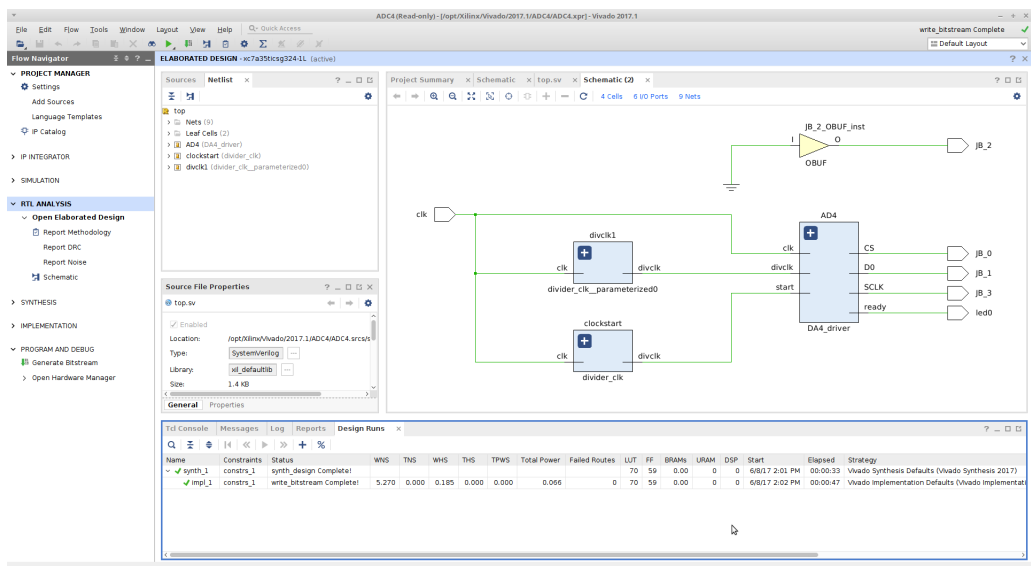 ADC4 (Read-only) - [/opt/Xilinx/Vivado/2017.1/ADC4/ADC4.xpr] - Vivado 2017.1
File Edit Flow Tools Window Layout View Help Q- Quick Access
write_bitstream Complete
Default Layout
Flow Navigator
ELABORATED DESIGN - xc7a35ticsg324-1L (active)
PROJECT MANAGER
Settings
Add Sources
Language Templates
IP Catalog
IP INTEGRATOR
SIMULATION
RTL ANALYSIS
Open Elaborated Design
Report Methodology
Report DRC
Report Noise
Schematic
SYNTHESIS
IMPLEMENTATION
PROGRAM AND DEBUG
Generate Bitstream
Open Hardware Manager
Sources Netlist
top
Nets (9)
Leaf Cells (2)
AD4 (DA4_driver)
clockstart (divider_clk)
divclk1 (divider_clk__parameterized0)
Source File Properties
top.sv
Enabled
Location: /opt/Xilinx/Vivado/2017.1/ADC4/ADC4.srcs/s
Type: SystemVerilog
Library: xil_defaultlib
Size: 1.4 KB
General Properties
Project Summary Schematic top.sv Schematic (2)
4 Cells 6 I/O Ports 9 Nets
JB_2_OBUF_inst
I O
JB_2
OBUF
clk
AD4
divclk1
clk CS
JB_0
clk divclk
divclk D0
JB_1
divider_clk__parameterized0
start SCLK
JB_3
ready
led0
clockstart
DA4_driver
clk divclk
divider_clk
Tcl Console Messages Log Reports Design Runs
Name Constraints Status WNS TNS WHS THS TPWS Total Power Failed Routes LUT FF BRAMs URAM DSP Start Elapsed Strategy
synth_1 constrs_1 synth_design Complete! 70 59 0.00 0 0 6/8/17 2:01 PM 00:00:33 Vivado Synthesis Defaults (Vivado Synthesis 2017)
impl_1 constrs_1 write_bitstream Complete! 5.270 0.000 0.185 0.000 0.000 0.066 0 70 59 0.00 0 0 6/8/17 2:02 PM 00:00:47 Vivado Implementation Defaults (Vivado Implementati